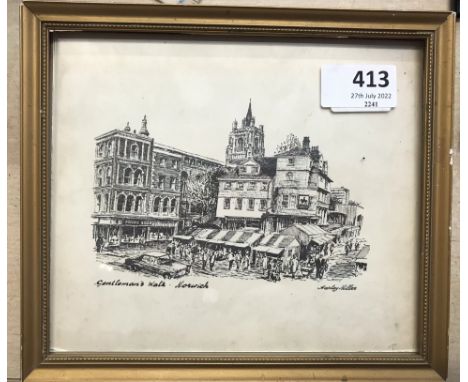 413
27th July 2022
2241
Gentleman's Walk. Norwich